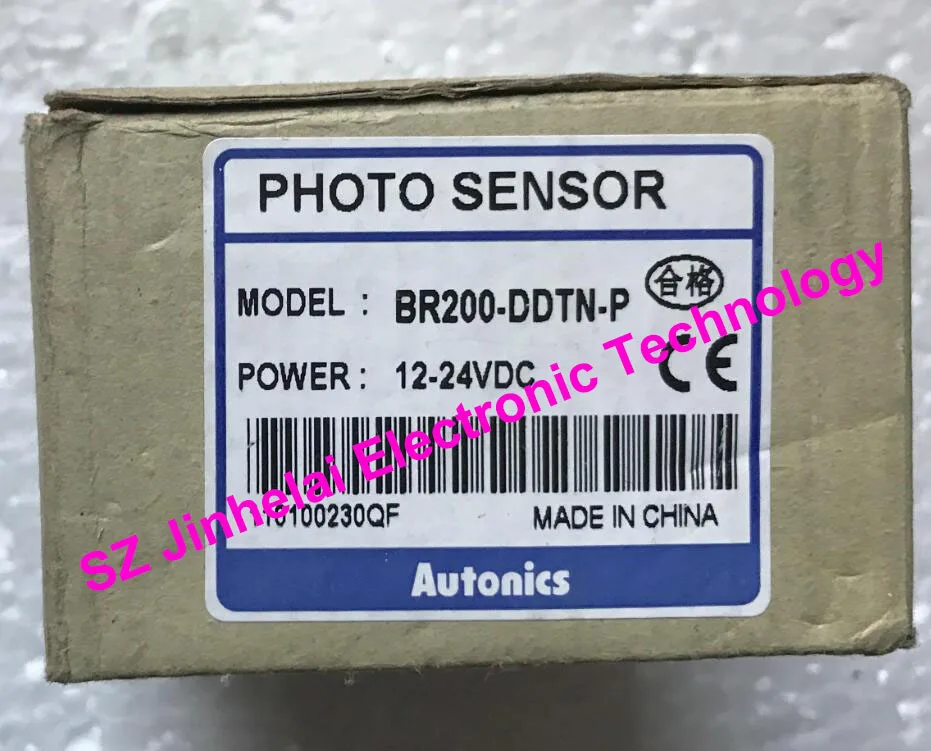 PHOTO SENSOR
合格
MODEL : BR200-DDTN-P
POWER : 12-24VDC
CE
MADE IN CHINA
Autonics
SZ Jinhelai Electronic Technology